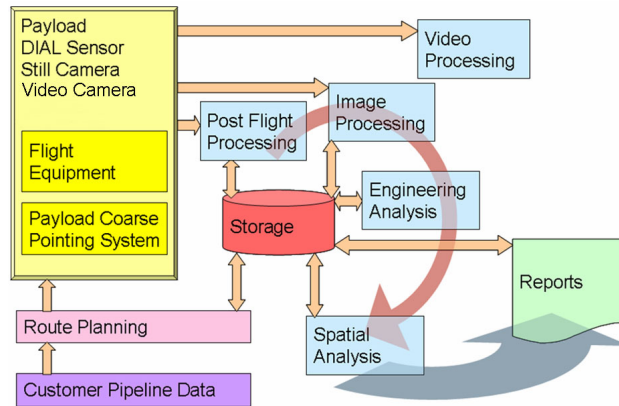 Payload
DIAL Sensor
Still Camera
Video Camera
Flight
Equipment
Payload Coarse
Pointing System
Video
Processing
Image
Processing
Post Flight
Processing
Engineering
Analysis
Storage
Reports
Spatial
Analysis
Route Planning
Customer Pipeline Data